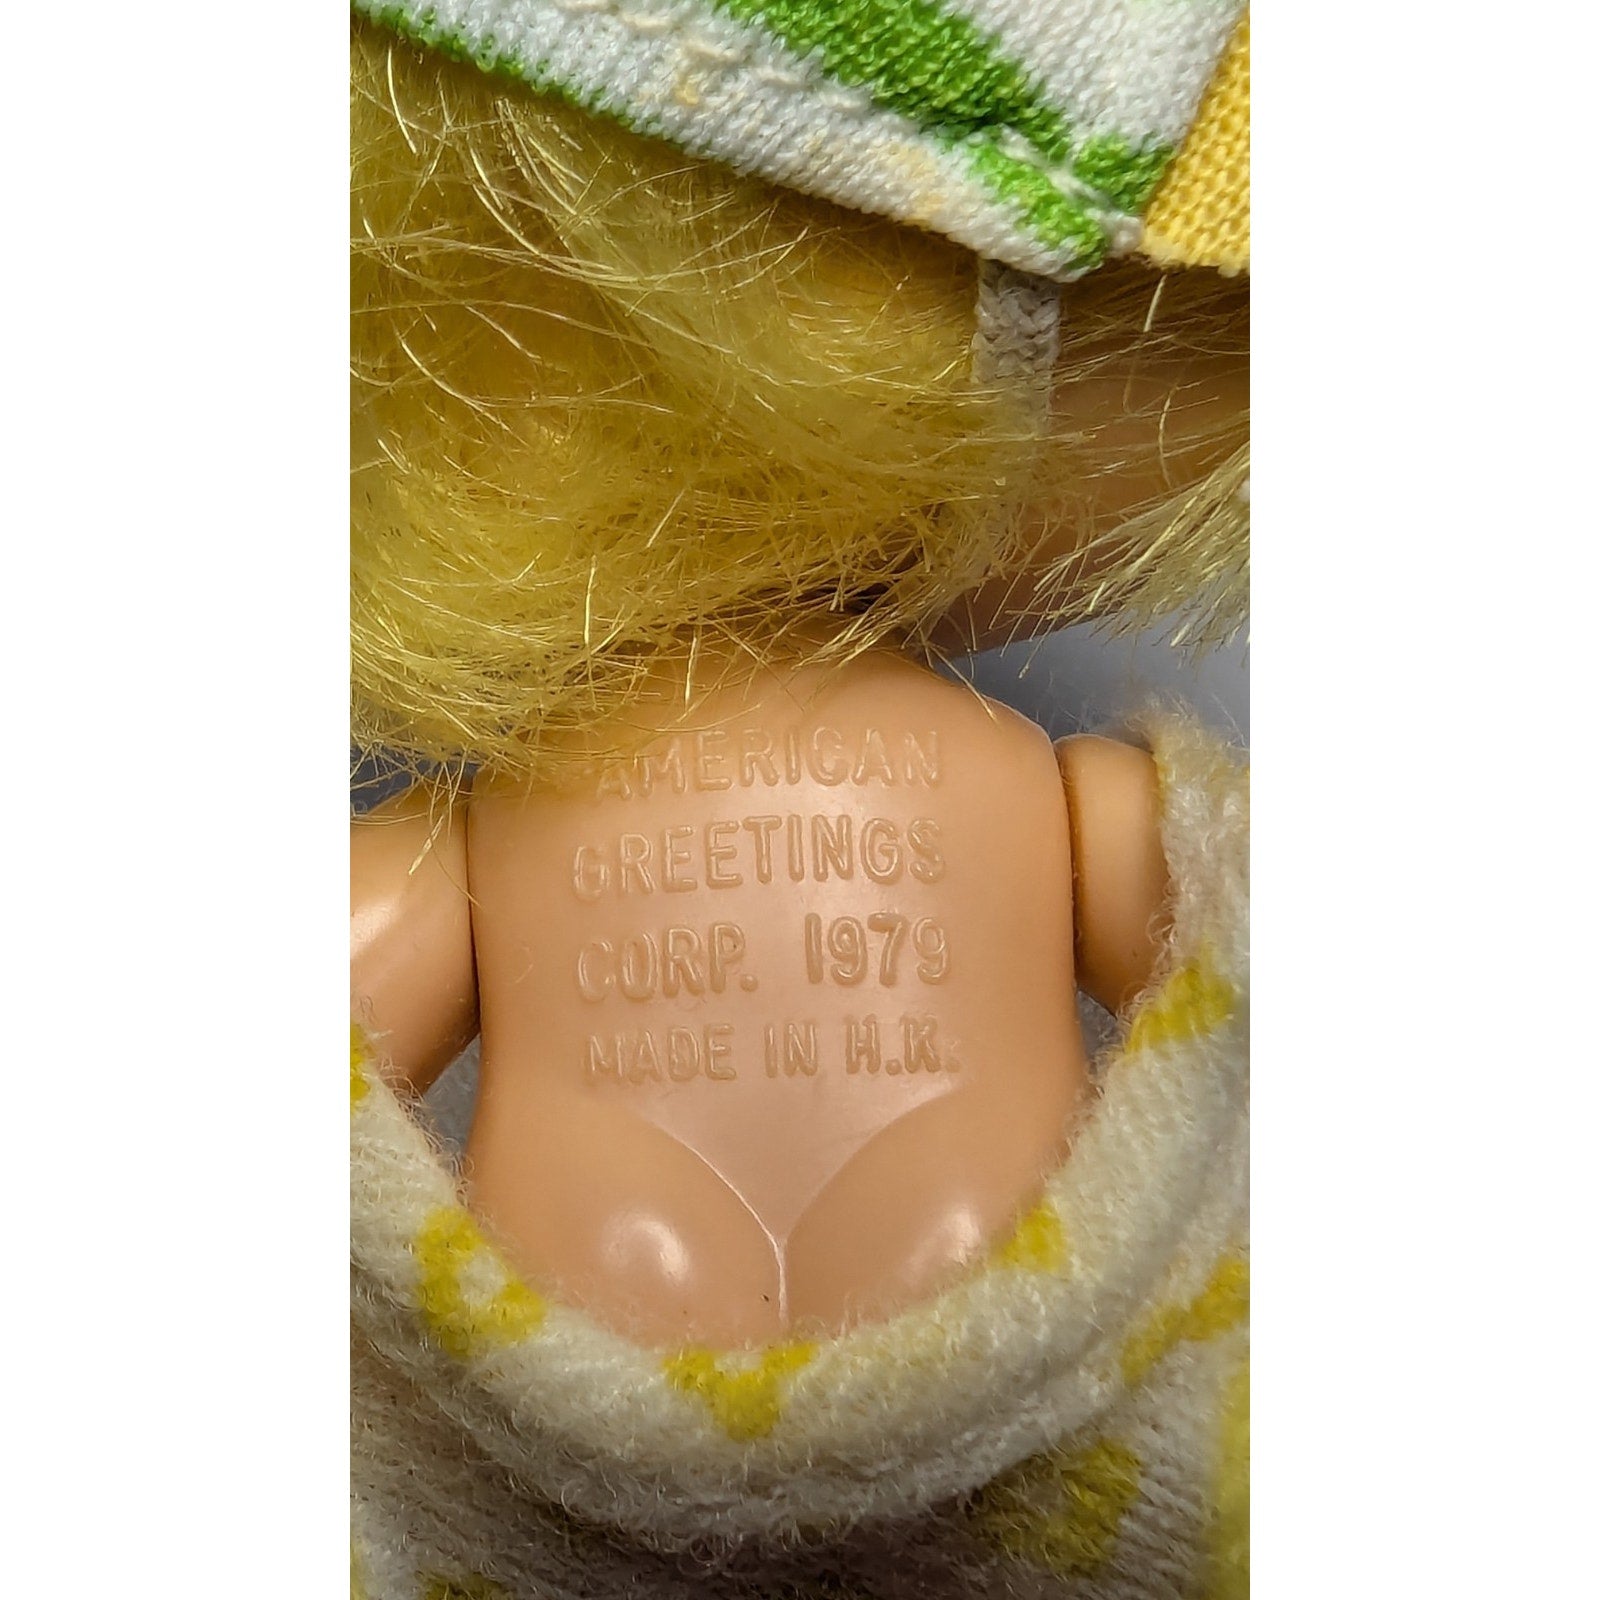 AMERICAN
GREETINGS
CORP. 1979
MADE IN H.K.